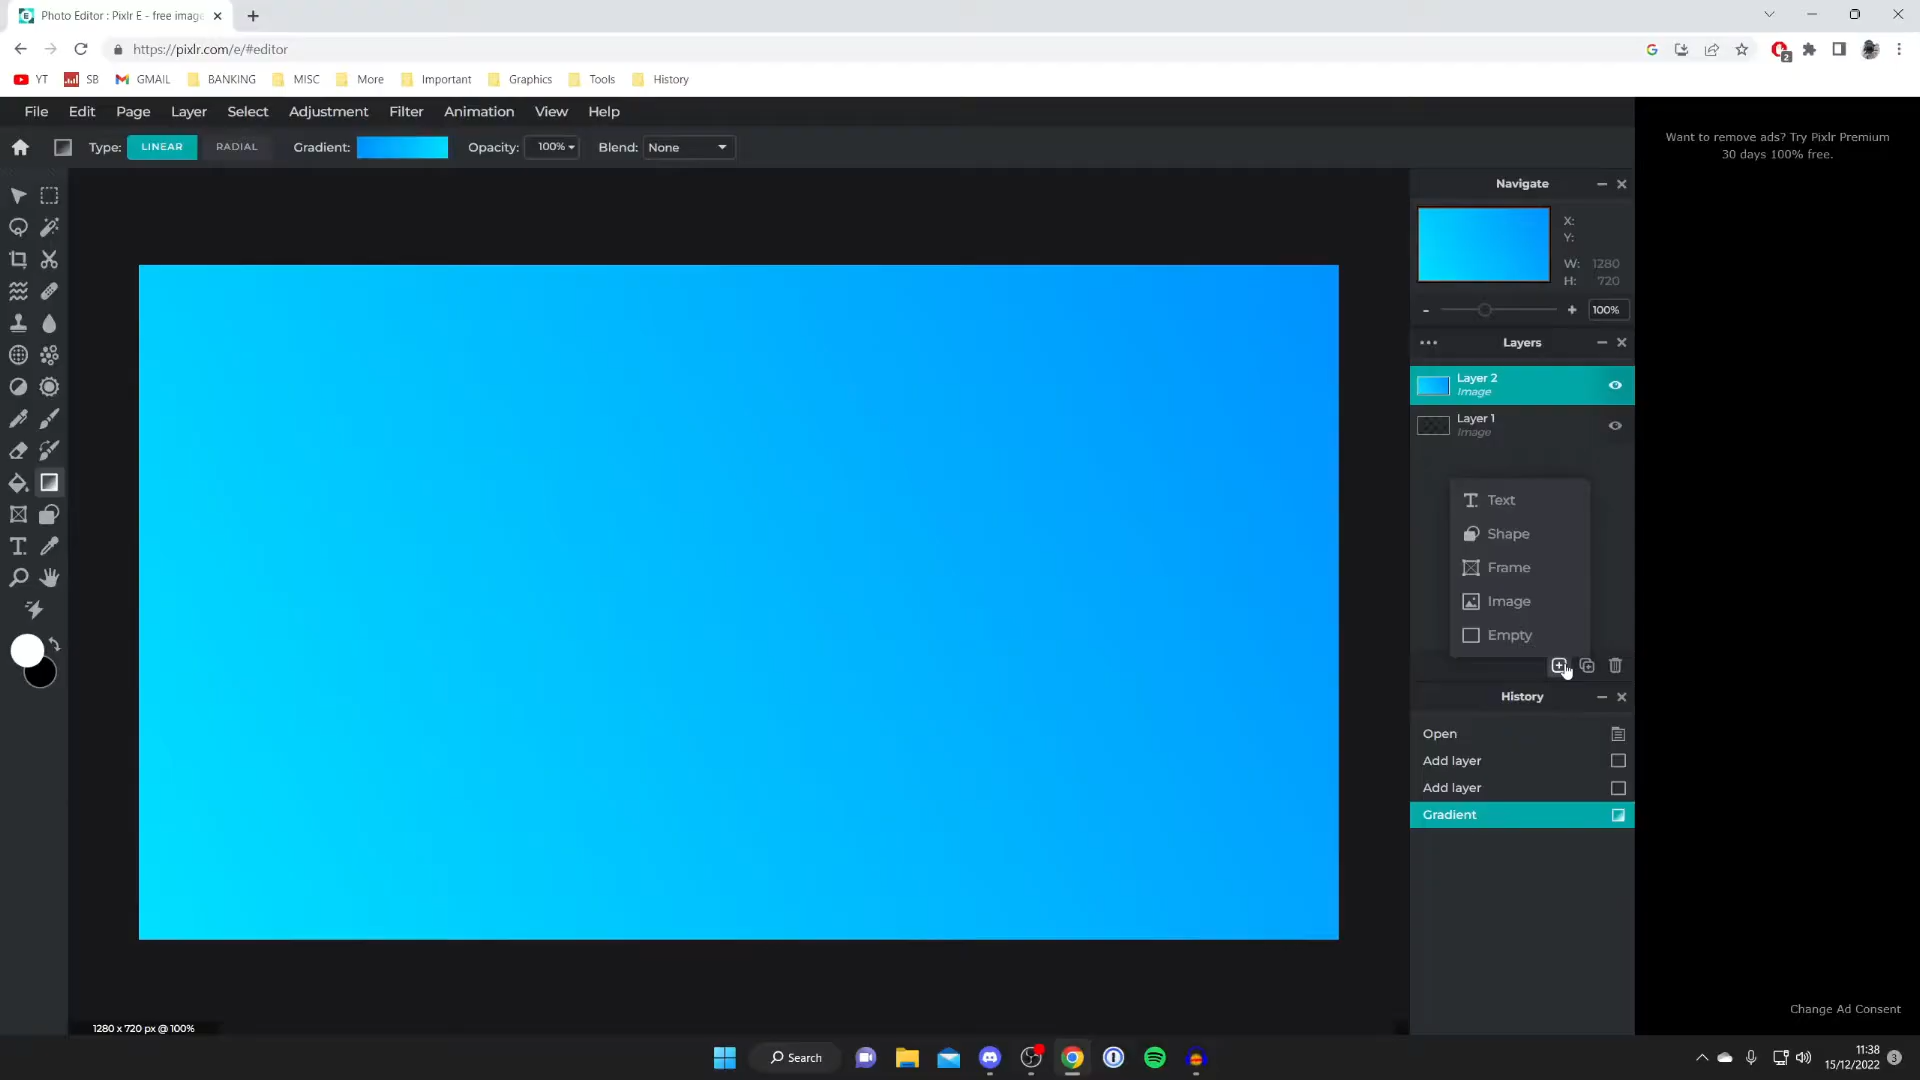 Photo Editor : Pixlr E - free imag
https://pixlr.com/e/#editor
YT SB GMAIL BANKING MISC More Important Graphics Tools History
File Edit Page Layer Select Adjustment Filter Animation View Help
Type: LINEAR RADIAL Gradient: Opacity: 100% Blend: None
Want to remove ads? Try Pixlr Premium
30 days 100% free.
Navigate
X:
Y:
W: 1280
H: 720
- + 100%
Layers
Layer 2
Image
Layer 1
Image
Text
Shape
Frame
Image
Empty
History
Open
Add layer
Add layer
Gradient
Change Ad Consent
1280 x 720 px @ 100%
Search
11:38
15/12/2022
3
2